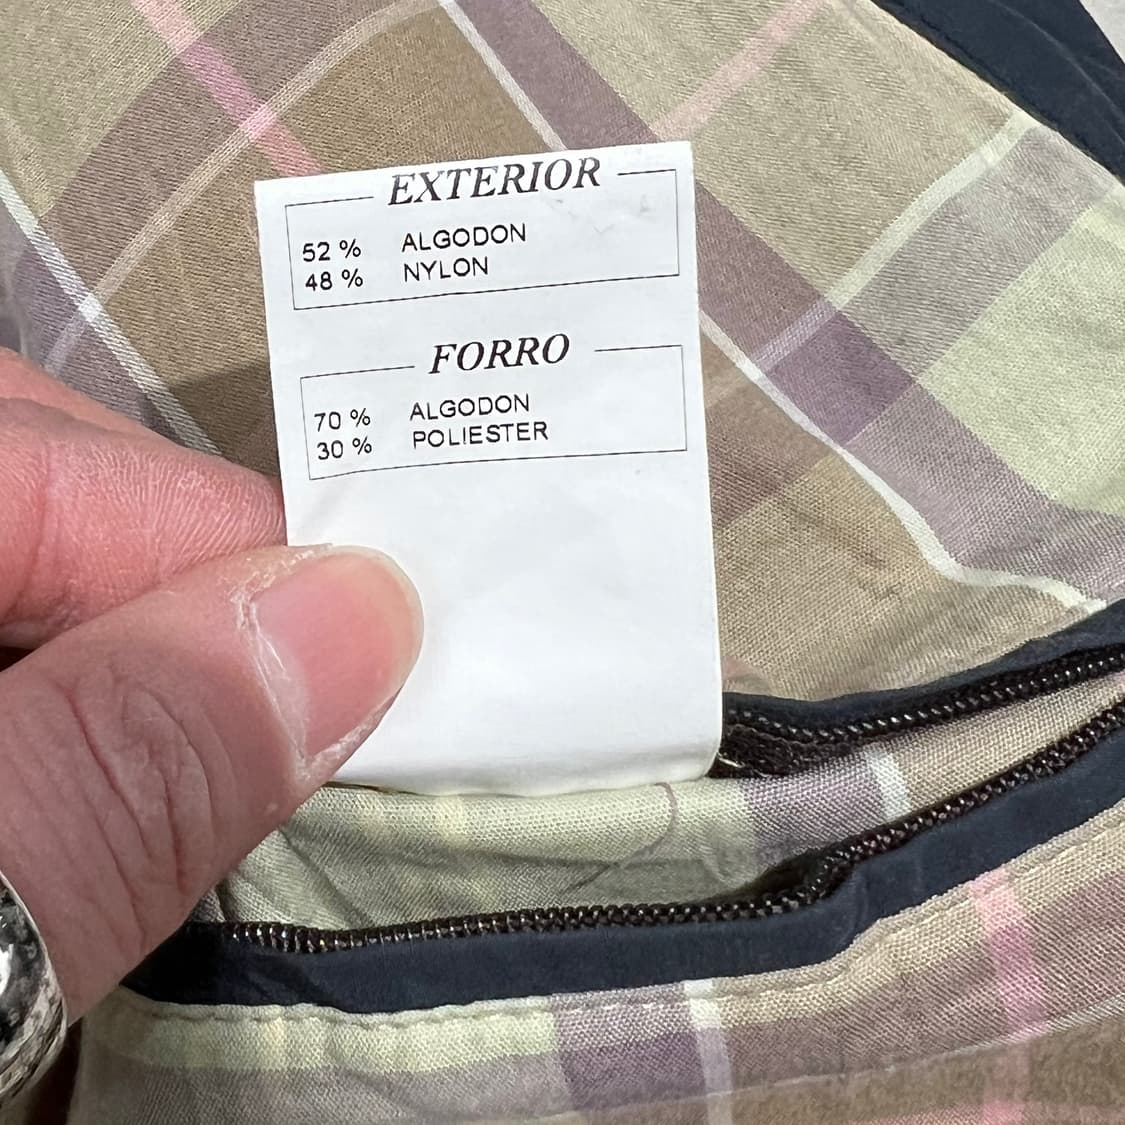 EXTERIOR
52 % ALGODON
48 % NYLON
FORRO
70 % ALGODON
30 % POLIESTER